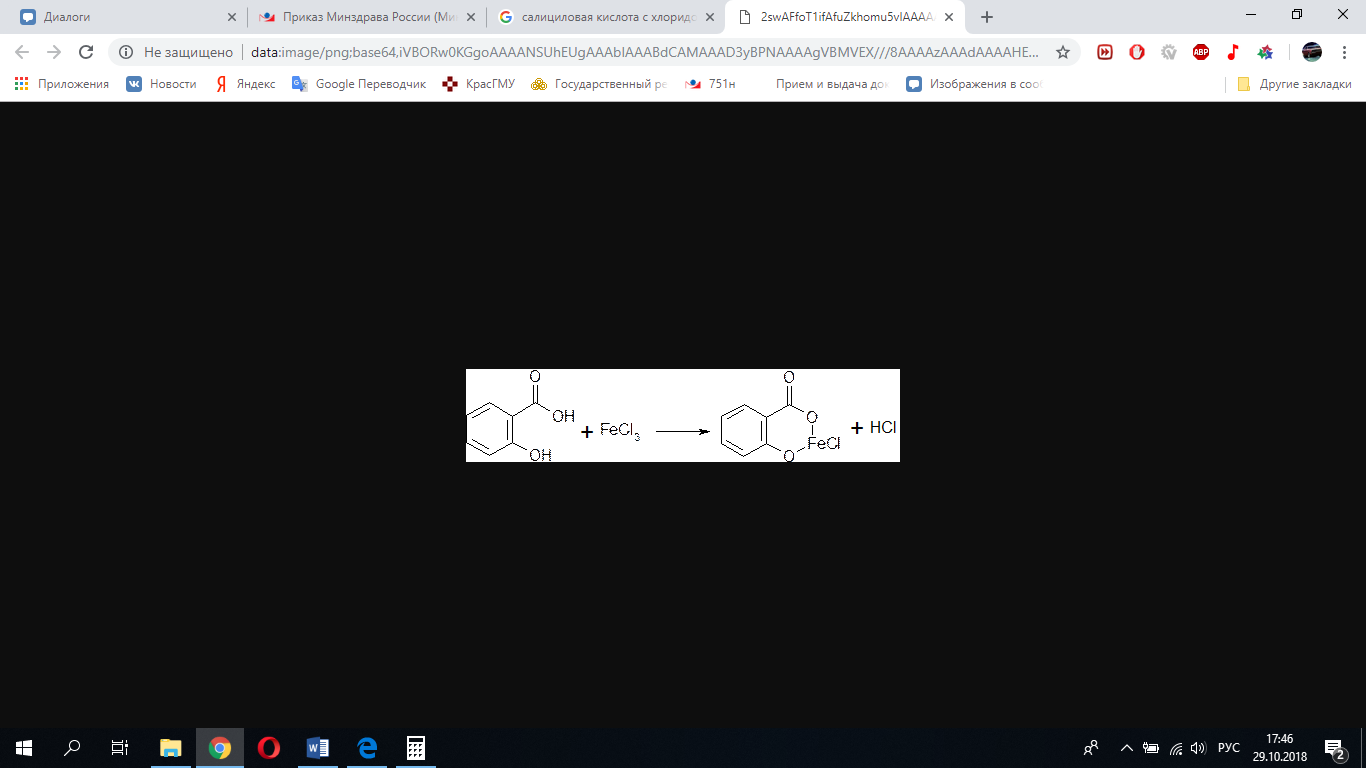 Диалоги
Приказ Минздрава России (Ми
салициловая кислота с хлоридо
2swAFfoT1ifAfuZkhomu5vIAAAA
Не защищено
data:image/png;base64,iVBORw0KGgoAAAANSUhEUgAAAbIAAABdCAMAAAD3yBPNAAAAgVBMVEX///8AAAAzAAAdAAAAHE...
ABP
Приложения
Новости
Яндекс
Google Переводчик
КрасГМУ
Государственный ре
751н
Прием и выдача док
Изображения в сооб
Другие закладки
O
OH
OH
+ FeCl3
O
O
FeCl
O
+ HCl
РУС
17:46
29.10.2018
2